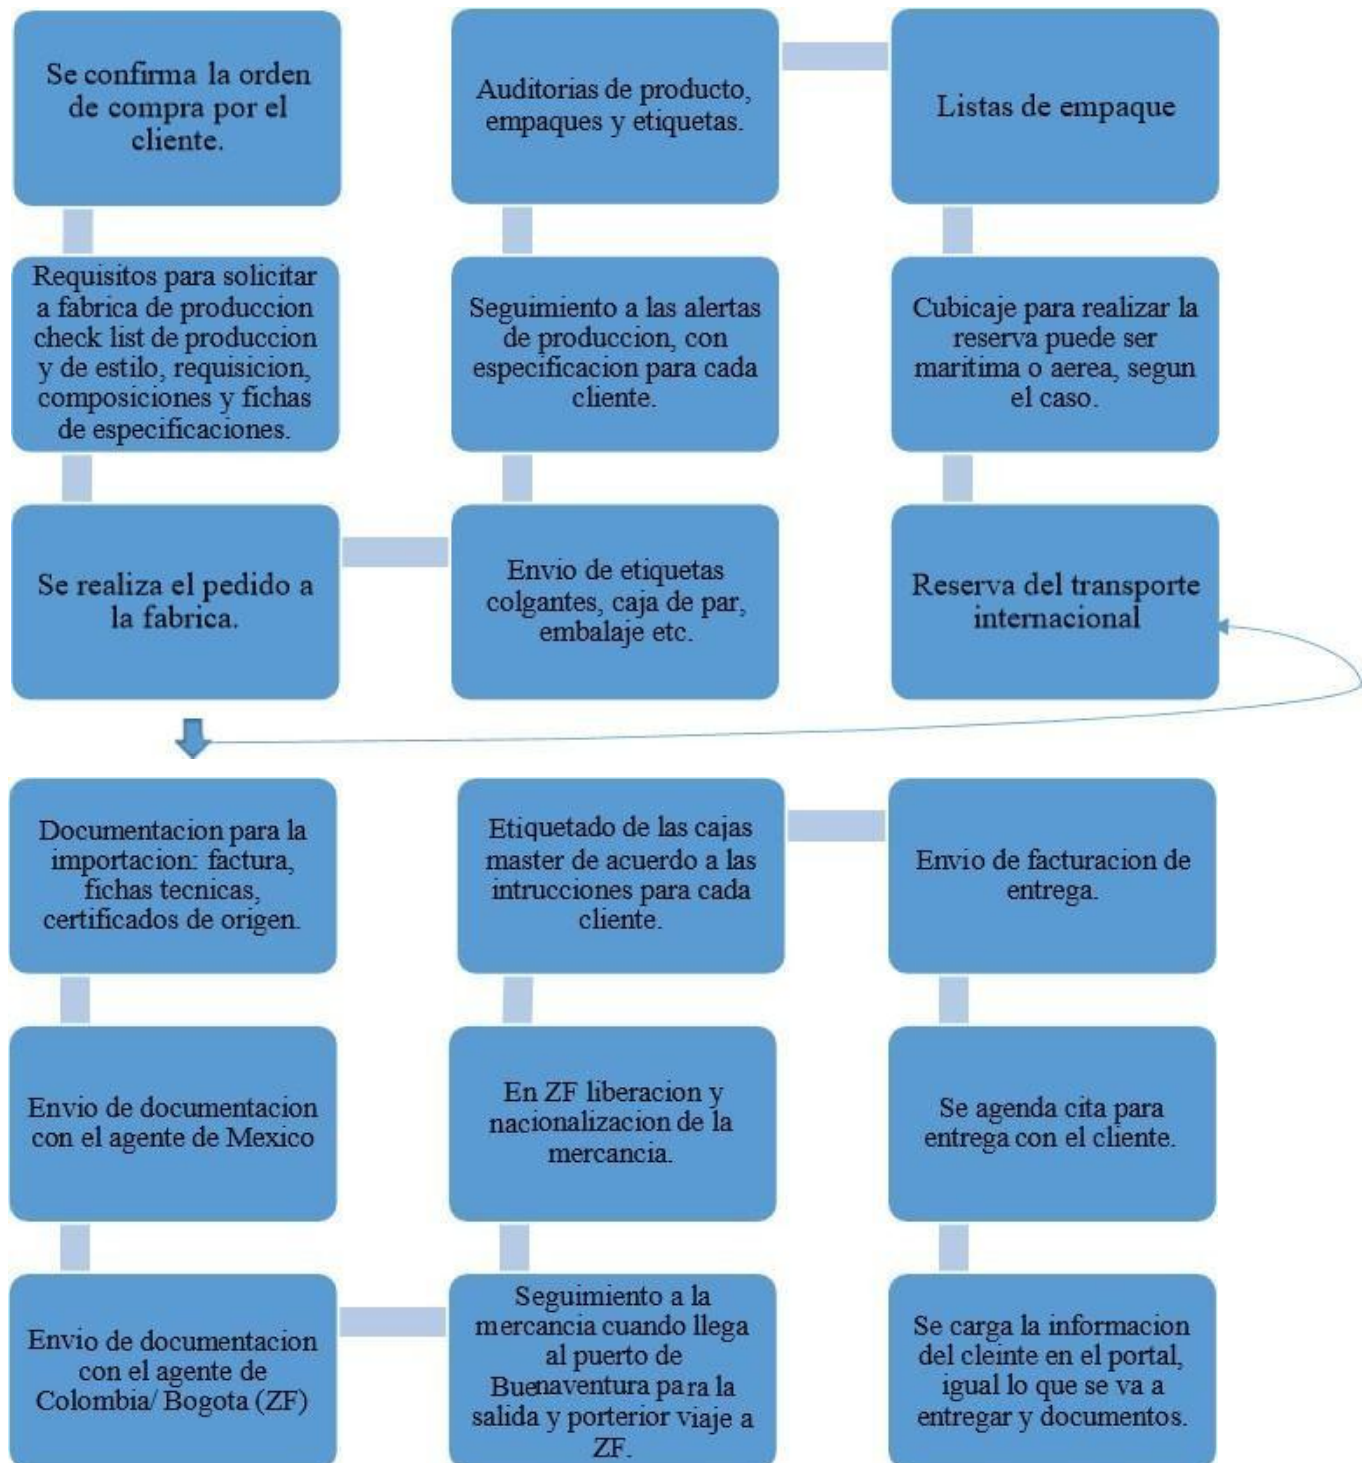 Se confirma la orden
de compra por el
cliente.
Requisitos para solicitar
a fabrica de produccion
check list de produccion
y de estilo, requisicion,
composiciones y fichas
de especificaciones.
Se realiza el pedido a
la fabrica.
Envio de etiquetas
colgantes, caja de par,
embalaje etc.
Seguimiento a las alertas
de produccion, con
especificacion para cada
cliente.
Auditorias de producto,
empaques y etiquetas.
Listas de empaque
Cubicaje para realizar la
reserva puede ser
maritima o aerea, segun
el caso.
Reserva del transporte
internacional
Documentacion para la
importacion: factura,
fichas tecnicas,
certificados de origen.
Envio de documentacion
con el agente de Mexico
Envio de documentacion
con el agente de
Colombia/ Bogota (ZF)
Seguimiento a la
mercancia cuando llega
al puerto de
Buenaventura para la
salida y porterior viaje a
ZF.
En ZF liberacion y
nacionalizacion de la
mercancia.
Etiquetado de las cajas
master de acuerdo a las
intrucciones para cada
cliente.
Envio de facturacion de
entrega.
Se agenda cita para
entrega con el cliente.
Se carga la informacion
del cleinte en el portal,
igual lo que se va a
entregar y documentos.